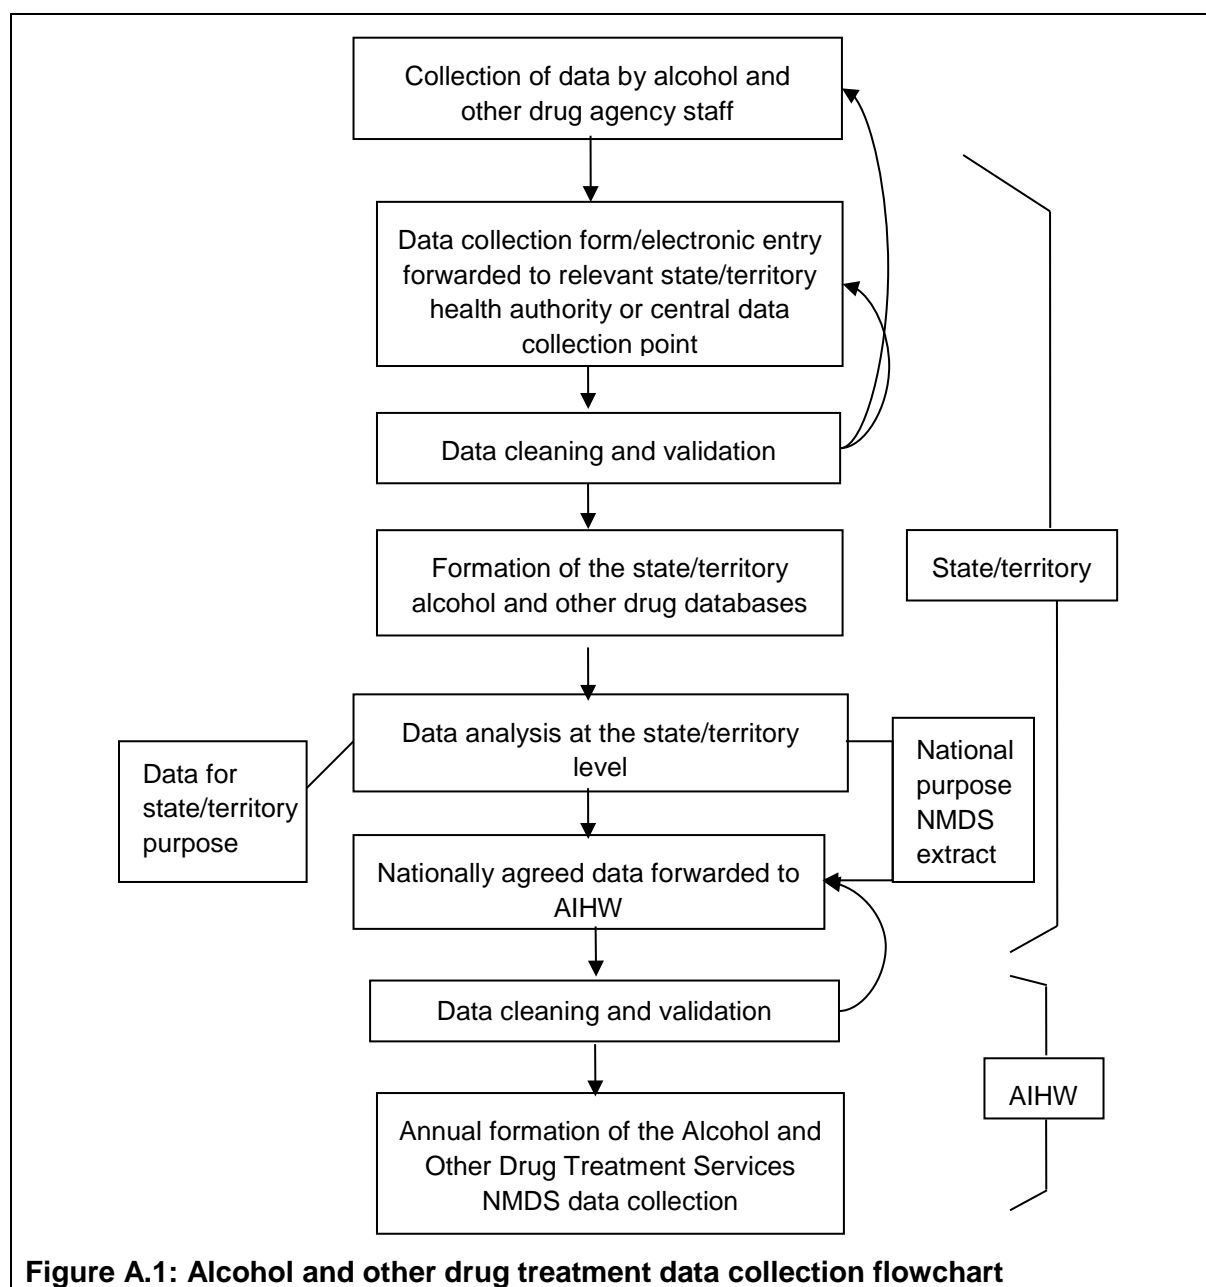 Collection of data by alcohol and
other drug agency staff
Data collection form/electronic entry
forwarded to relevant state/territory
health authority or central data
collection point
Data cleaning and validation
Formation of the state/territory
alcohol and other drug databases
State/territory
Data analysis at the state/territory
level
Data for
state/territory
purpose
National
purpose
NMDS
extract
Nationally agreed data forwarded to
AIHW
Data cleaning and validation
AIHW
Annual formation of the Alcohol and
Other Drug Treatment Services
NMDS data collection
Figure A.1: Alcohol and other drug treatment data collection flowchart